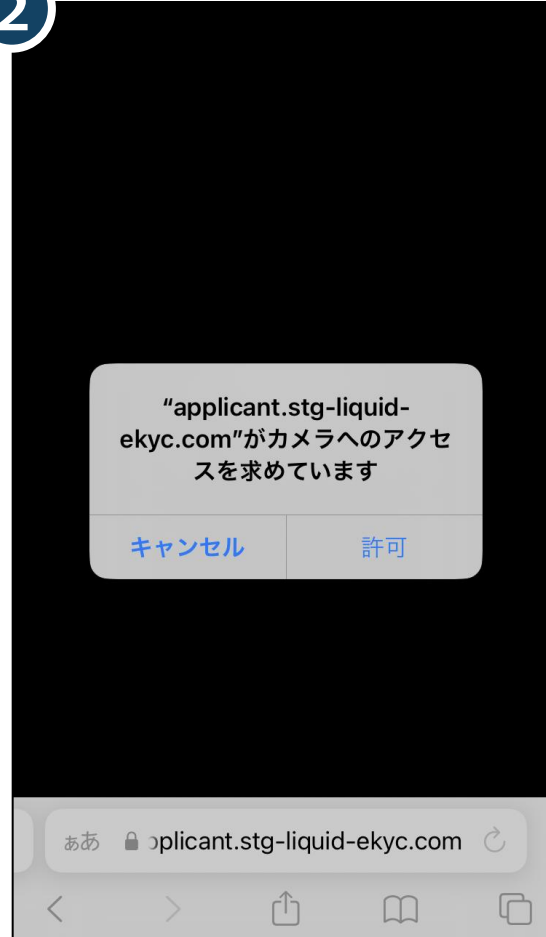 2
“applicant.stg-liquid-
ekyc.com”がカメラへのアクセ
スを求めています
キャンセル
許可
ぁあ
pplicant.stg-liquid-ekyc.com